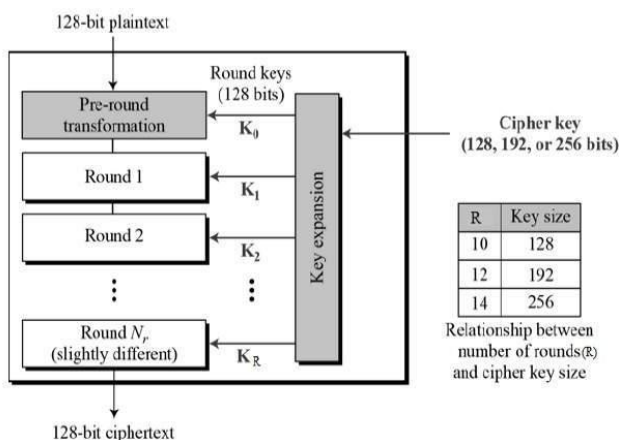 128-bit plaintext
Round keys
(128 bits)
Pre-round
transformation
K₀
Cipher key
(128, 192, or 256 bits)
Round 1
K₁
Round 2
K₂
Key expansion
Round Nᵣ
(slightly different)
K R
128-bit ciphertext
R Key size
10 128
12 192
14 256
Relationship between
number of rounds(R)
and cipher key size